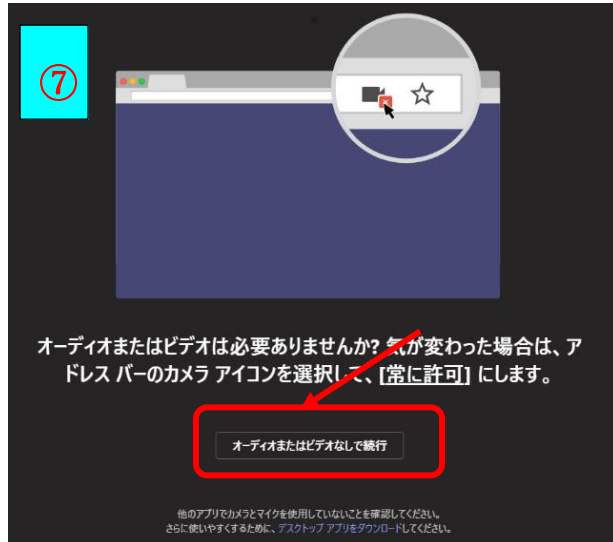 ⑦
オーディオまたはビデオは必要ありませんか? 気が変わった場合は、ア
ドレス バーのカメラ アイコンを選択して、[常に許可] にします。
オーディオまたはビデオなしで続行
他のアプリでカメラとマイクを使用していないことを確認してください。
さらに使いやすくするために、デスクトップ アプリをダウンロードしてください。